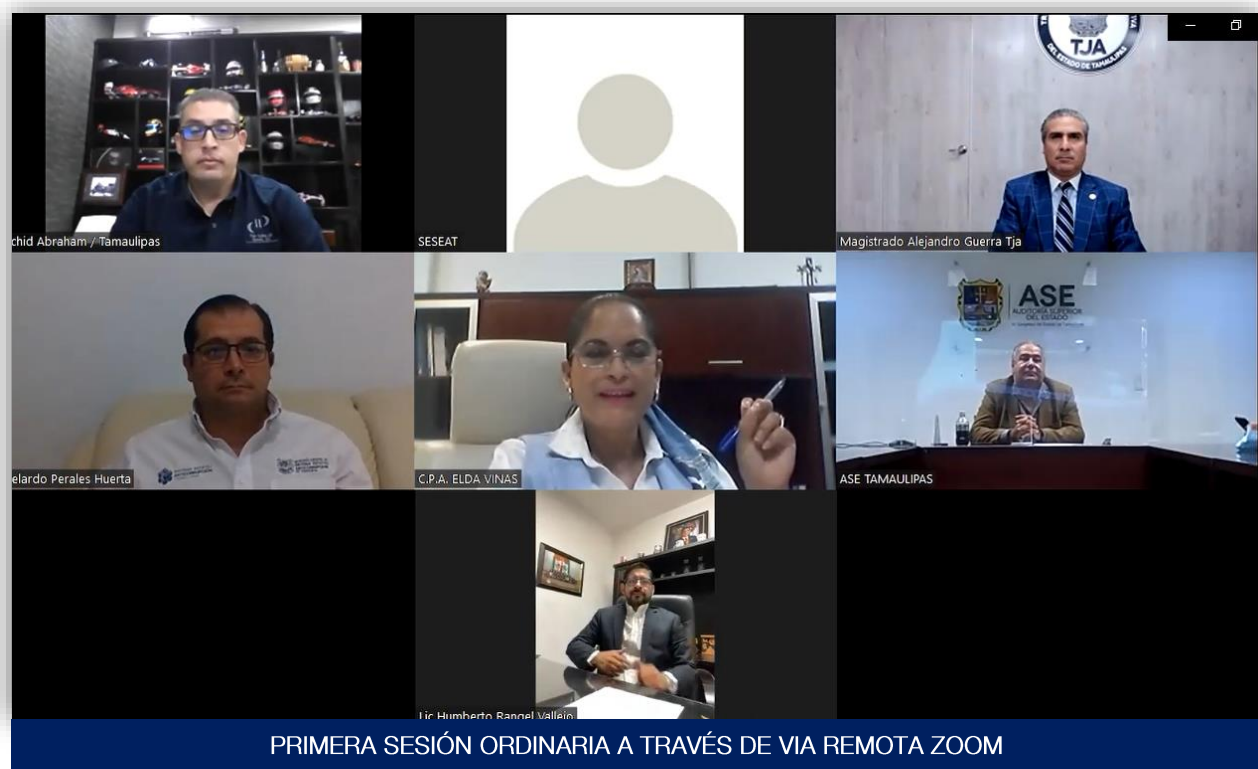 TJA
DEL ESTADO DE TAMAULIPAS
chid Abraham / Tamaulipas
SESEAT
Magistrado Alejandro Guerra Tja
ASE
AUDITORÍA SUPERIOR
DEL ESTADO
elardo Perales Huerta
C.P.A. ELDA VINAS
ASE TAMAULIPAS
Lic Humberto Rangel Vallejo
PRIMERA SESIÓN ORDINARIA A TRAVÉS DE VIA REMOTA ZOOM